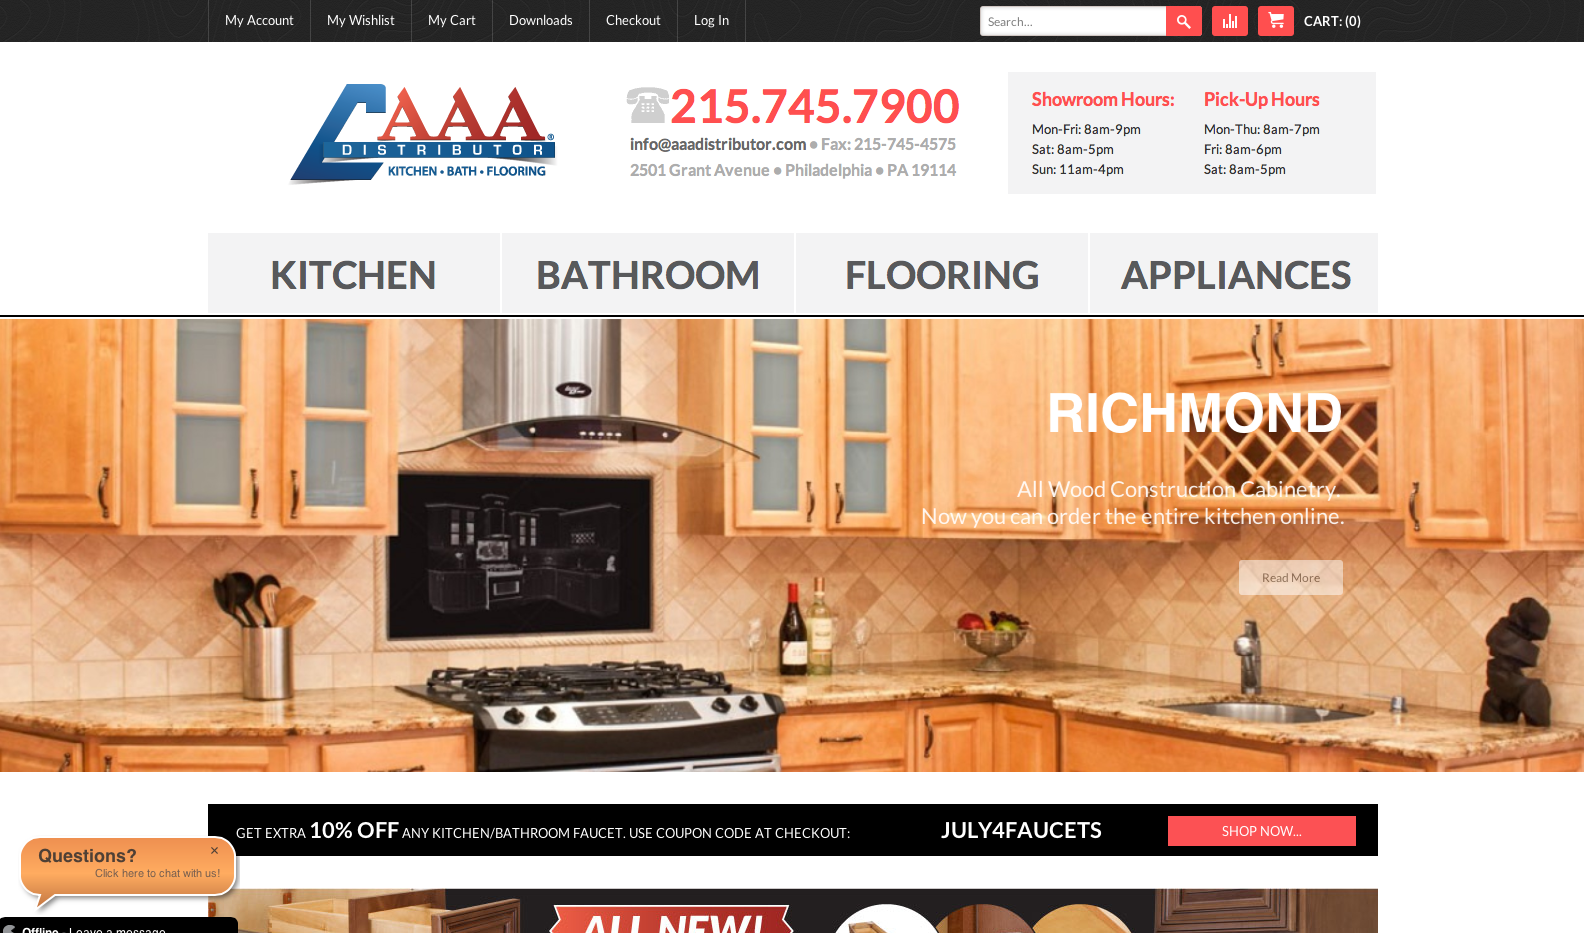 My Account
My Wishlist
My Cart
Downloads
Checkout
Log In
Search...
CART: (0)
AAA®
DISTRIBUTOR
KITCHEN • BATH • FLOORING
215.745.7900
info@aaadistributor.com • Fax: 215-745-4575
2501 Grant Avenue • Philadelphia • PA 19114
Showroom Hours:
Mon-Fri: 8am-9pm
Sat: 8am-5pm
Sun: 11am-4pm
Pick-Up Hours
Mon-Thu: 8am-7pm
Fri: 8am-6pm
Sat: 8am-5pm
KITCHEN
BATHROOM
FLOORING
APPLIANCES
RICHMOND
All Wood Construction Cabinetry.
Now you can order the entire kitchen online.
Read More
GET EXTRA 10% OFF ANY KITCHEN/BATHROOM FAUCET. USE COUPON CODE AT CHECKOUT:
JULY4FAUCETS
SHOP NOW...
Questions?
×
Click here to chat with us!
ALL NEW!
Offline - Leave a message